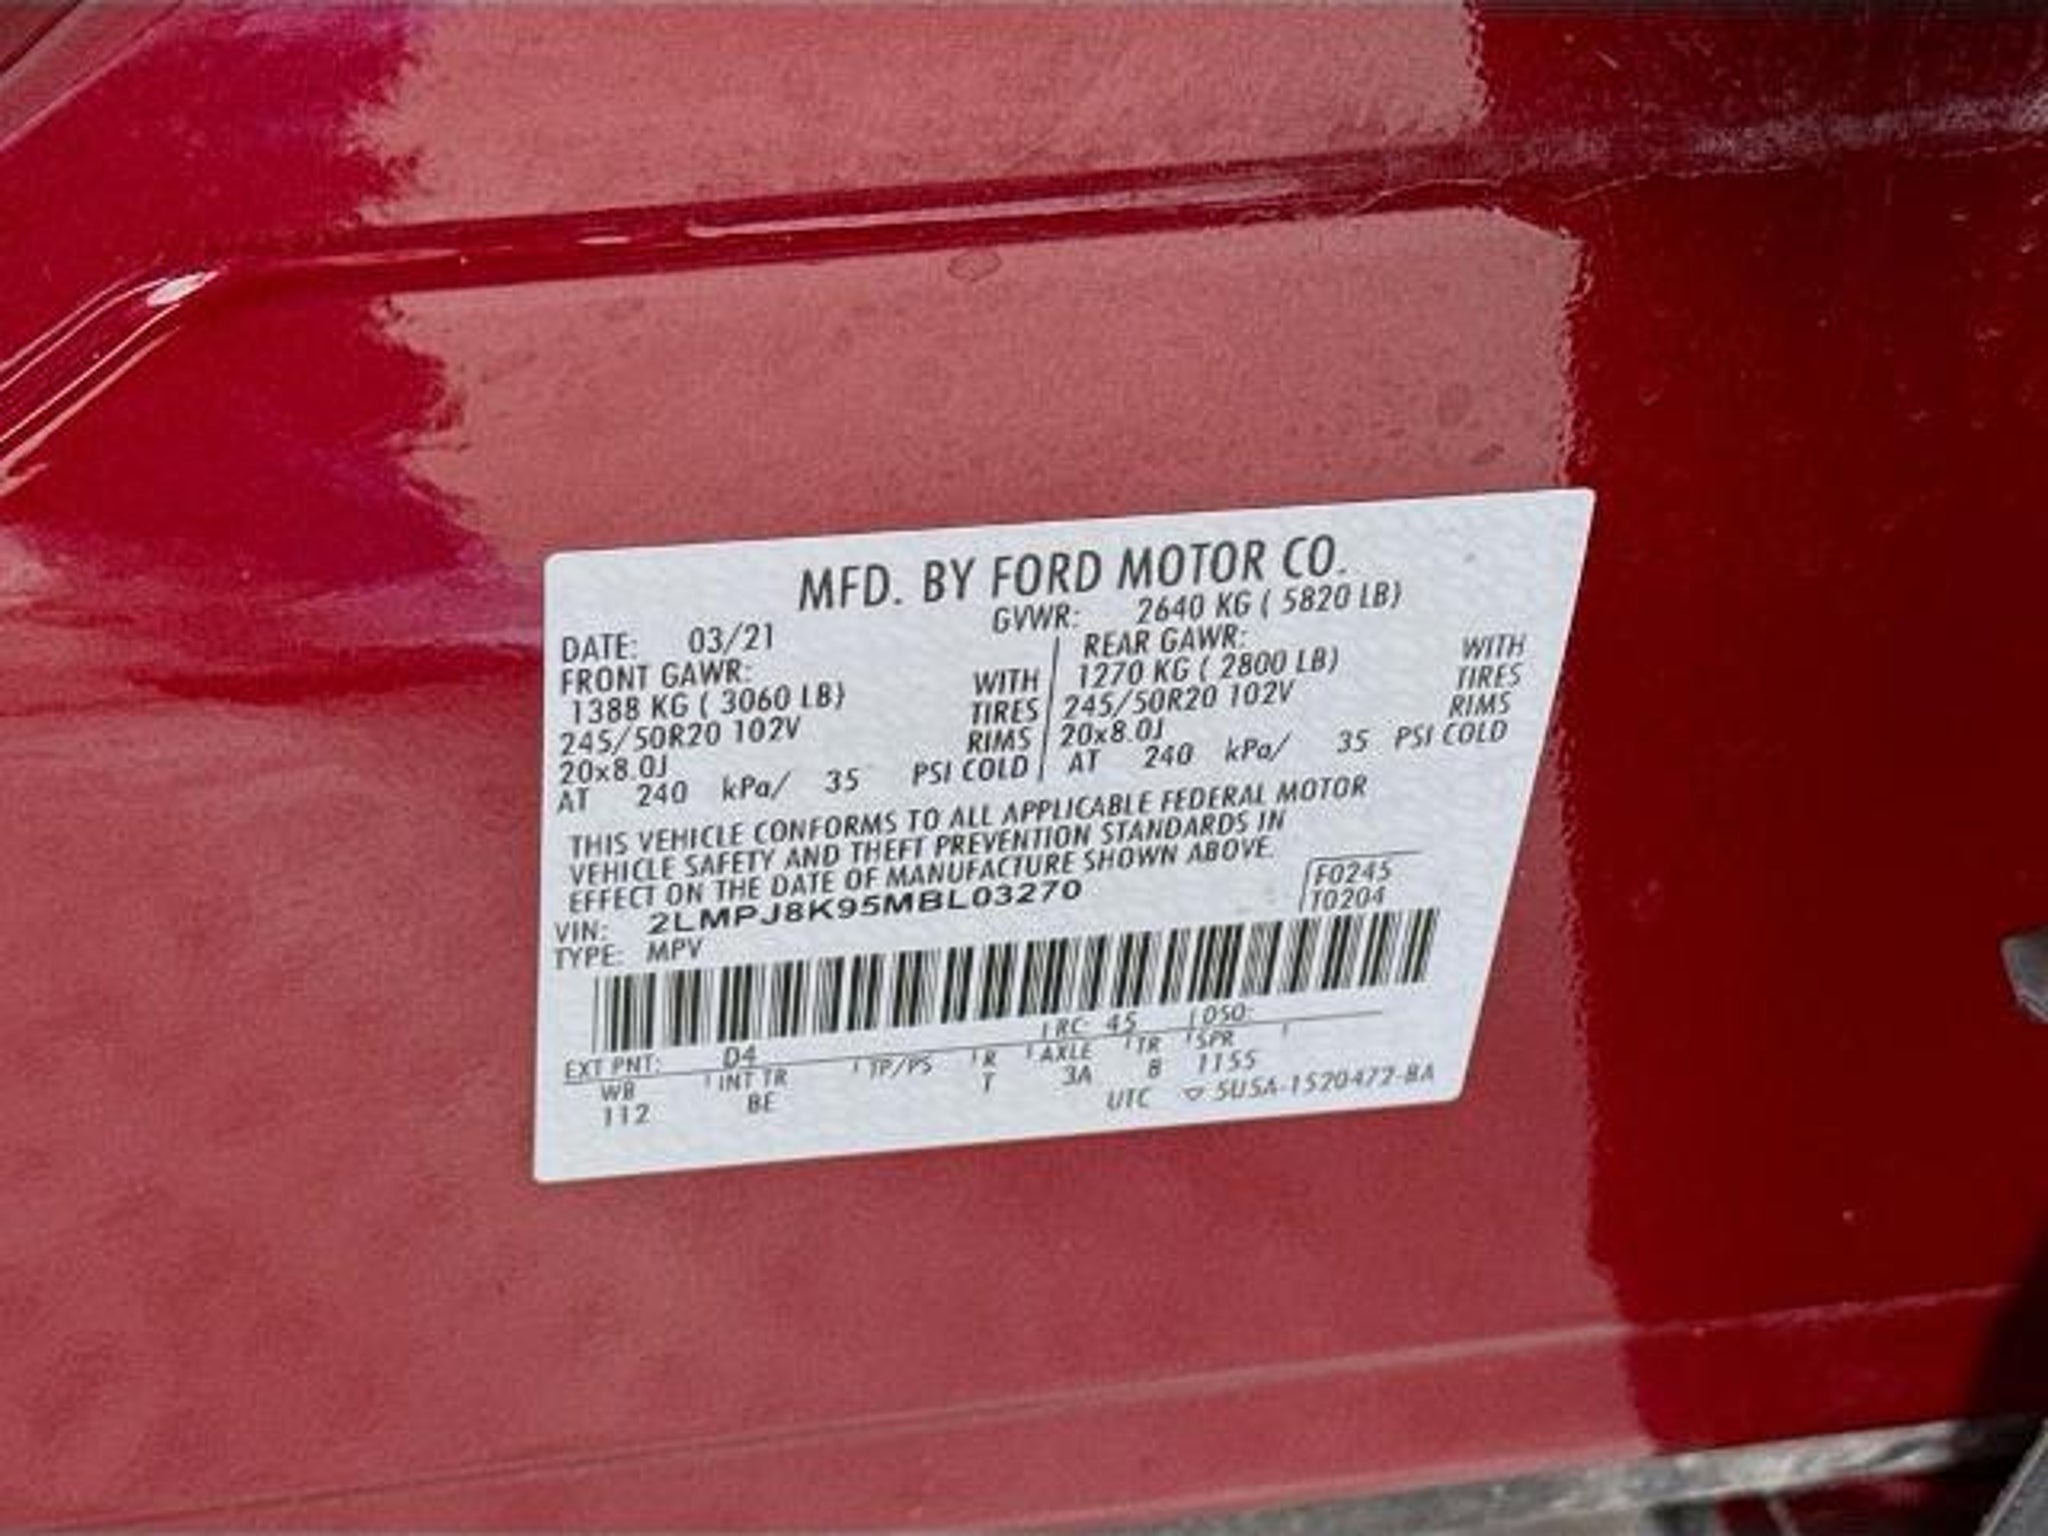 MFD. BY FORD MOTOR CO.
DATE: 03/21 GVWR: 2640 KG ( 5820 LB)
FRONT GAWR: REAR GAWR:
1388 KG ( 3060 LB) WITH 1270 KG ( 2800 LB) WITH
245/50R20 102V TIRES 245/50R20 102V TIRES
20x8.0J RIMS 20x8.0J RIMS
AT 240 kPa/ 35 PSI COLD AT 240 kPa/ 35 PSI COLD
THIS VEHICLE CONFORMS TO ALL APPLICABLE FEDERAL MOTOR
VEHICLE SAFETY AND THEFT PREVENTION STANDARDS IN
EFFECT ON THE DATE OF MANUFACTURE SHOWN ABOVE.
VIN: 2LMPJ8K95MBL03270 F0245
TYPE: MPV T0204
EXT PNT: D4 RC: 45 DSO:
WB INT TR TP/PS R AXLE TR SPR
112 BE T 3A 8 1155
UTC ▽ 5U5A-1520472-BA